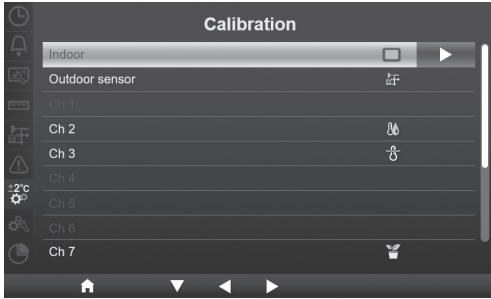 Calibration
Indoor
Outdoor sensor
Ch 1
Ch 2
Ch 3
Ch 4
±2°C
Ch 5
Ch 6
Ch 7